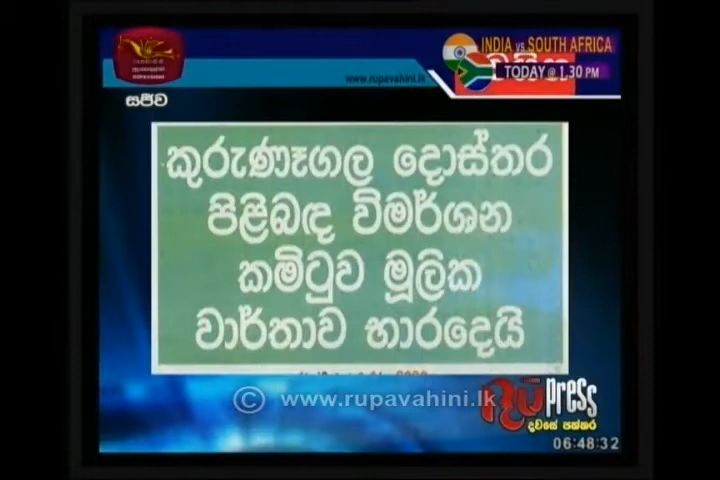 INDIA vs SOUTH AFRICA
TODAY @ 1.30 PM
www.rupavahini.lk
සජීව
කුරුණෑගල දොස්තර
පිළිබඳ විමර්ශන
කමිටුව මූලික
වාර්තාව භාරදෙයි
© www.rupavahini.lk
රූ press
දවසේ පත්තර
06:48:32